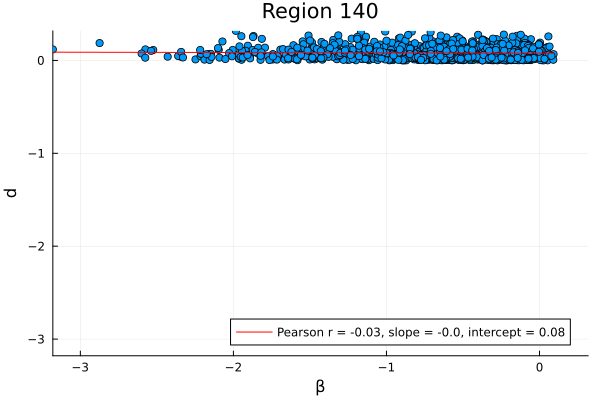 Region 140
d
0
−1
−2
−3
Pearson r = -0.03, slope = -0.0, intercept = 0.08
−3 −2 −1 0
β